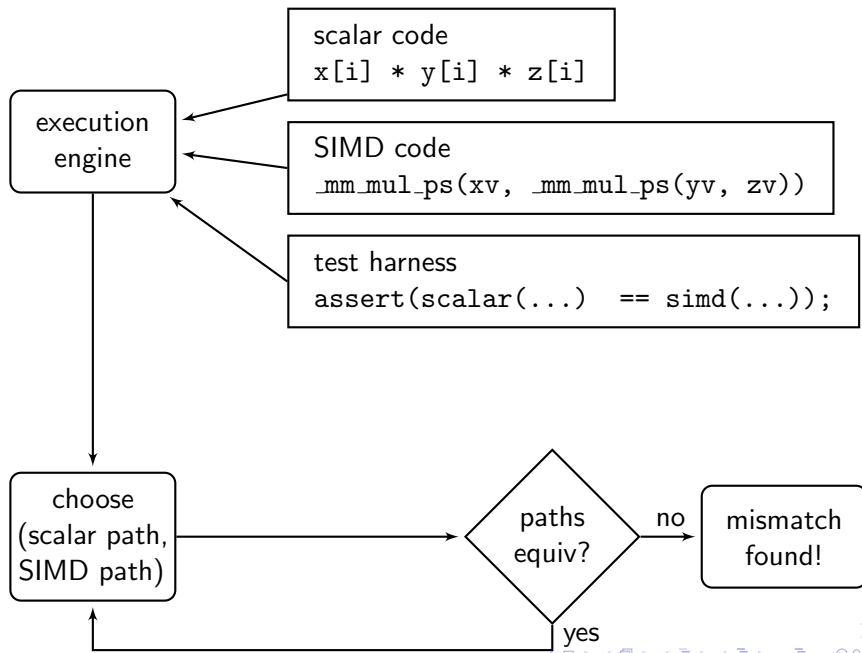 scalar code
x[i] * y[i] * z[i]
execution
engine
SIMD code
_mm_mul_ps(xv, _mm_mul_ps(yv, zv))
test harness
assert(scalar(...) == simd(...));
choose
(scalar path,
SIMD path)
paths
equiv?
no
mismatch
found!
yes